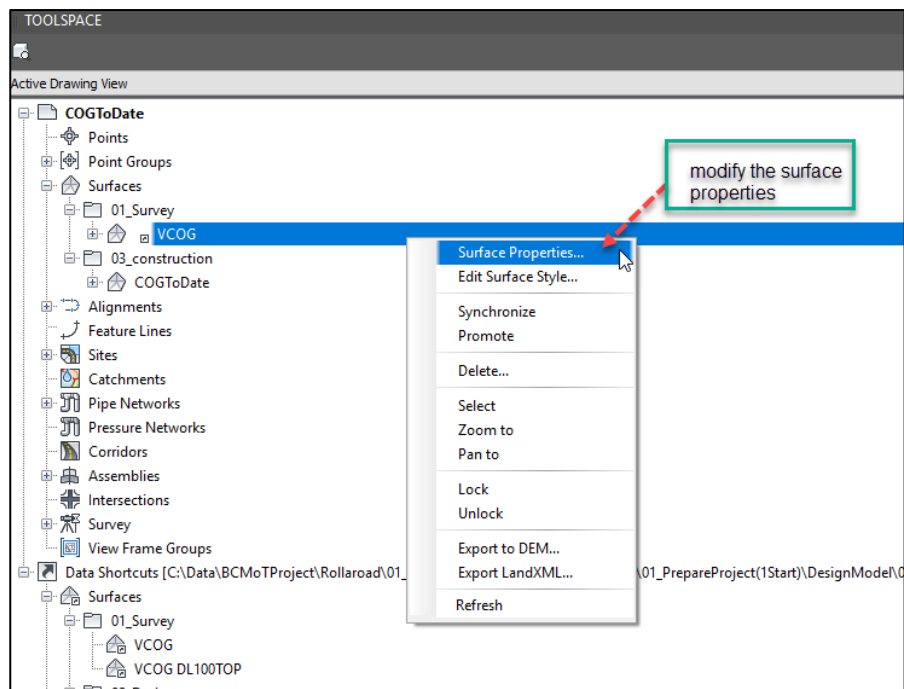 TOOLSPACE
Active Drawing View
COGToDate
Points
Point Groups
Surfaces
01_Survey
VCOG
03_construction
COGToDate
Alignments
Feature Lines
Sites
Catchments
Pipe Networks
Pressure Networks
Corridors
Assemblies
Intersections
Survey
View Frame Groups
Data Shortcuts [C:\Data\BCMoTProject\Rollaroad\01_ \01_PrepareProject(1Start)\DesignModel\0
Surfaces
01_Survey
VCOG
VCOG DL100TOP
modify the surface
properties
Surface Properties...
Edit Surface Style...
Synchronize
Promote
Delete...
Select
Zoom to
Pan to
Lock
Unlock
Export to DEM...
Export LandXML...
Refresh